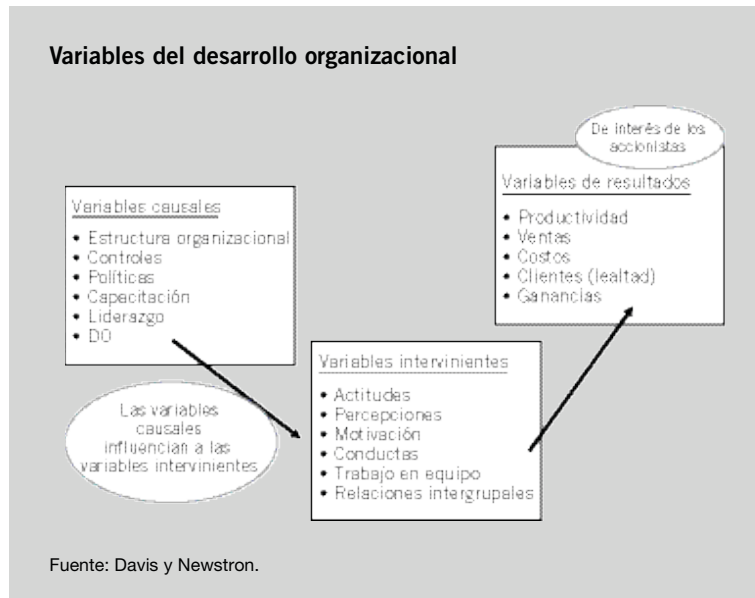 Variables del desarrollo organizacional
De interés de los
accionistas
Variables de resultados
• Productividad
• Ventas
• Costos
• Clientes (lealtad)
• Ganancias
Variables causales
• Estructura organizacional
• Controles
• Políticas
• Capacitación
• Liderazgo
• DO
Las variables
causales
influencian a las
variables intervinientes
Variables intervinientes
• Actitudes
• Percepciones
• Motivación
• Conductas
• Trabajo en equipo
• Relaciones intergrupales
Fuente: Davis y Newstron.